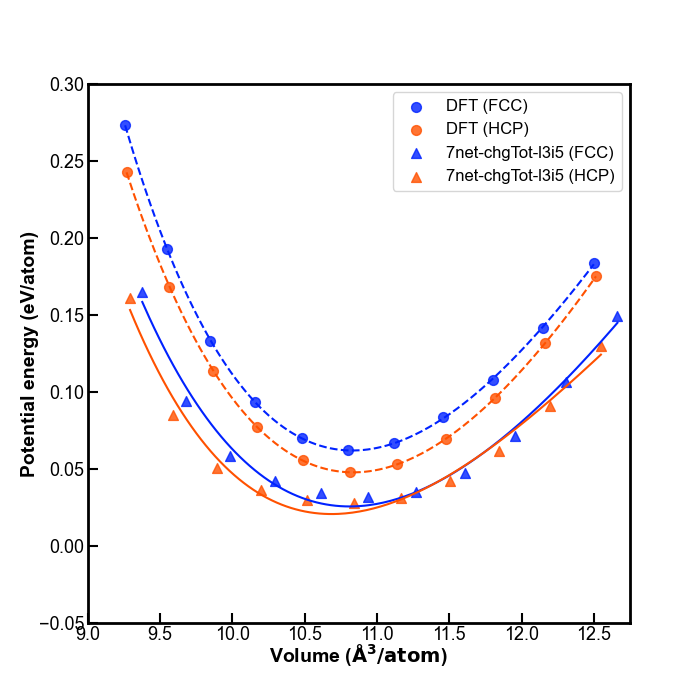 0.30
0.25
0.20
0.15
0.10
0.05
0.00
−0.05
Potential energy (eV/atom)
DFT (FCC)
DFT (HCP)
7net-chgTot-l3i5 (FCC)
7net-chgTot-l3i5 (HCP)
9.0 9.5 10.0 10.5 11.0 11.5 12.0 12.5
Volume (Å³/atom)